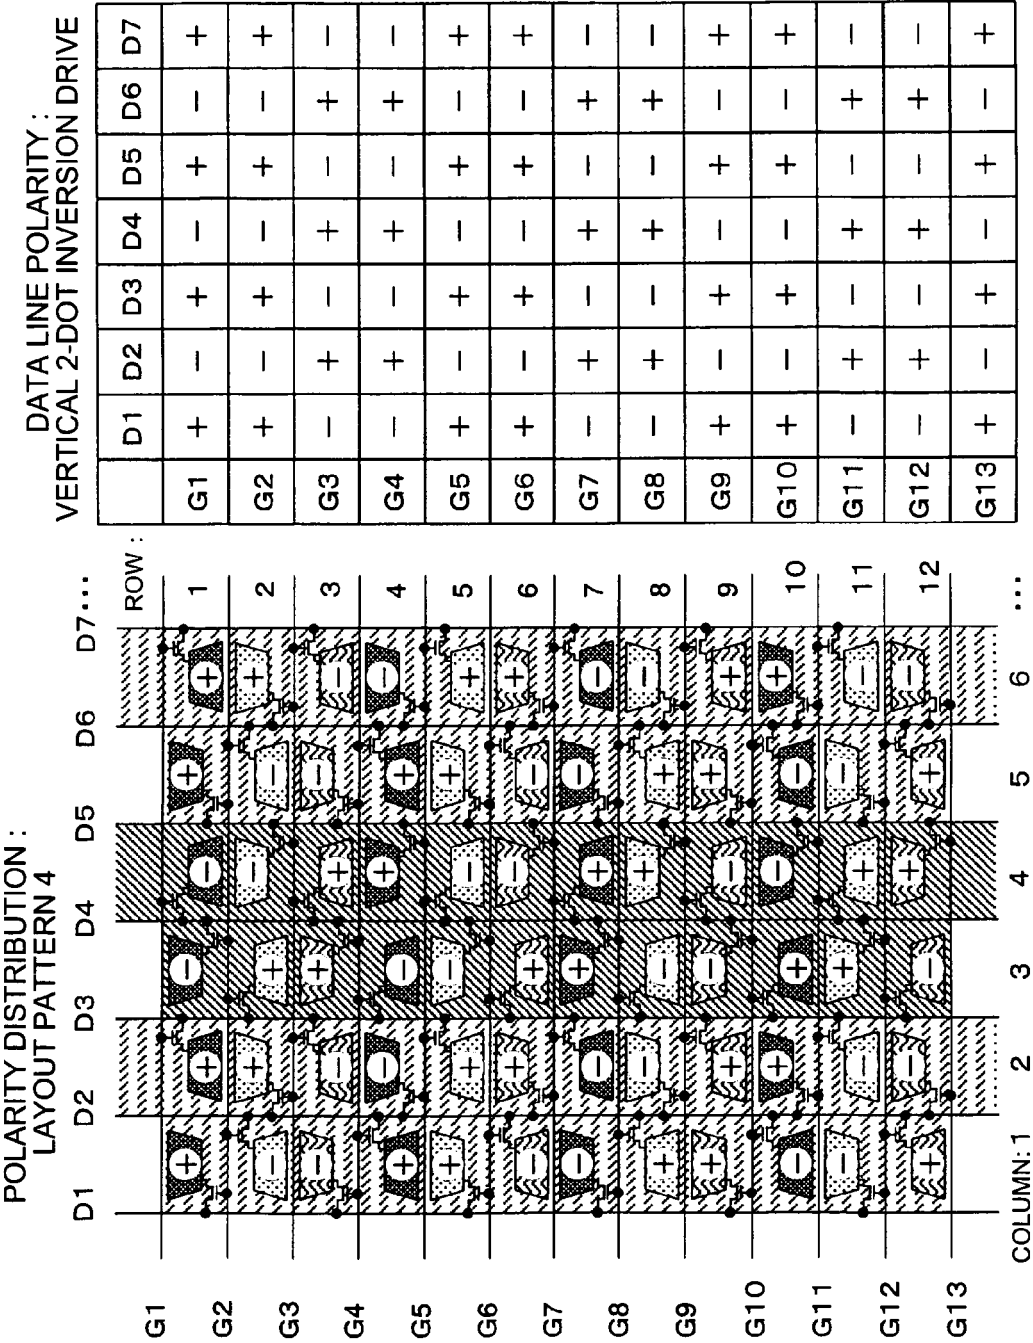 POLARITY DISTRIBUTION :
LAYOUT PATTERN 4
D1 D2 D3 D4 D5 D6 D7...
ROW :
G1
+ + − − + + 1
G2
− + + − − + 2
G3
− − + + − − 3
G4
+ − − + + − 4
G5
+ + − − + + 5
G6
− + + − − + 6
G7
− − + + − − 7
G8
+ − − + + − 8
G9
+ + − − + + 9
G10
− + + − − + 10
G11
− − + + − − 11
G12
+ − − + + − 12
G13
COLUMN: 1 2 3 4 5 6 ...
DATA LINE POLARITY :
VERTICAL 2-DOT INVERSION DRIVE
D1 D2 D3 D4 D5 D6 D7
G1 + − + − + − +
G2 + − + − + − +
G3 − + − + − + −
G4 − + − + − + −
G5 + − + − + − +
G6 + − + − + − +
G7 − + − + − + −
G8 − + − + − + −
G9 + − + − + − +
G10 + − + − + − +
G11 − + − + − + −
G12 − + − + − + −
G13 + − + − + − +